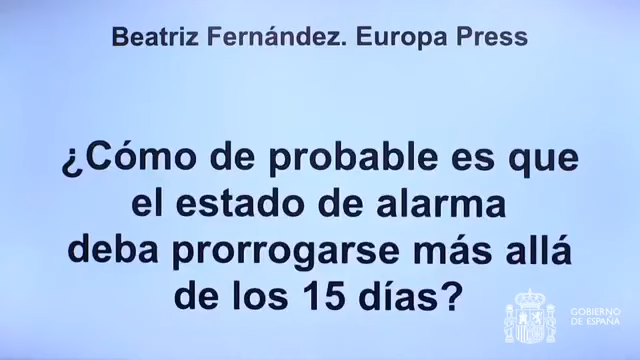 Beatriz Fernández. Europa Press
¿Cómo de probable es que
el estado de alarma
deba prorrogarse más allá
de los 15 días?
GOBIERNO
DE ESPAÑA